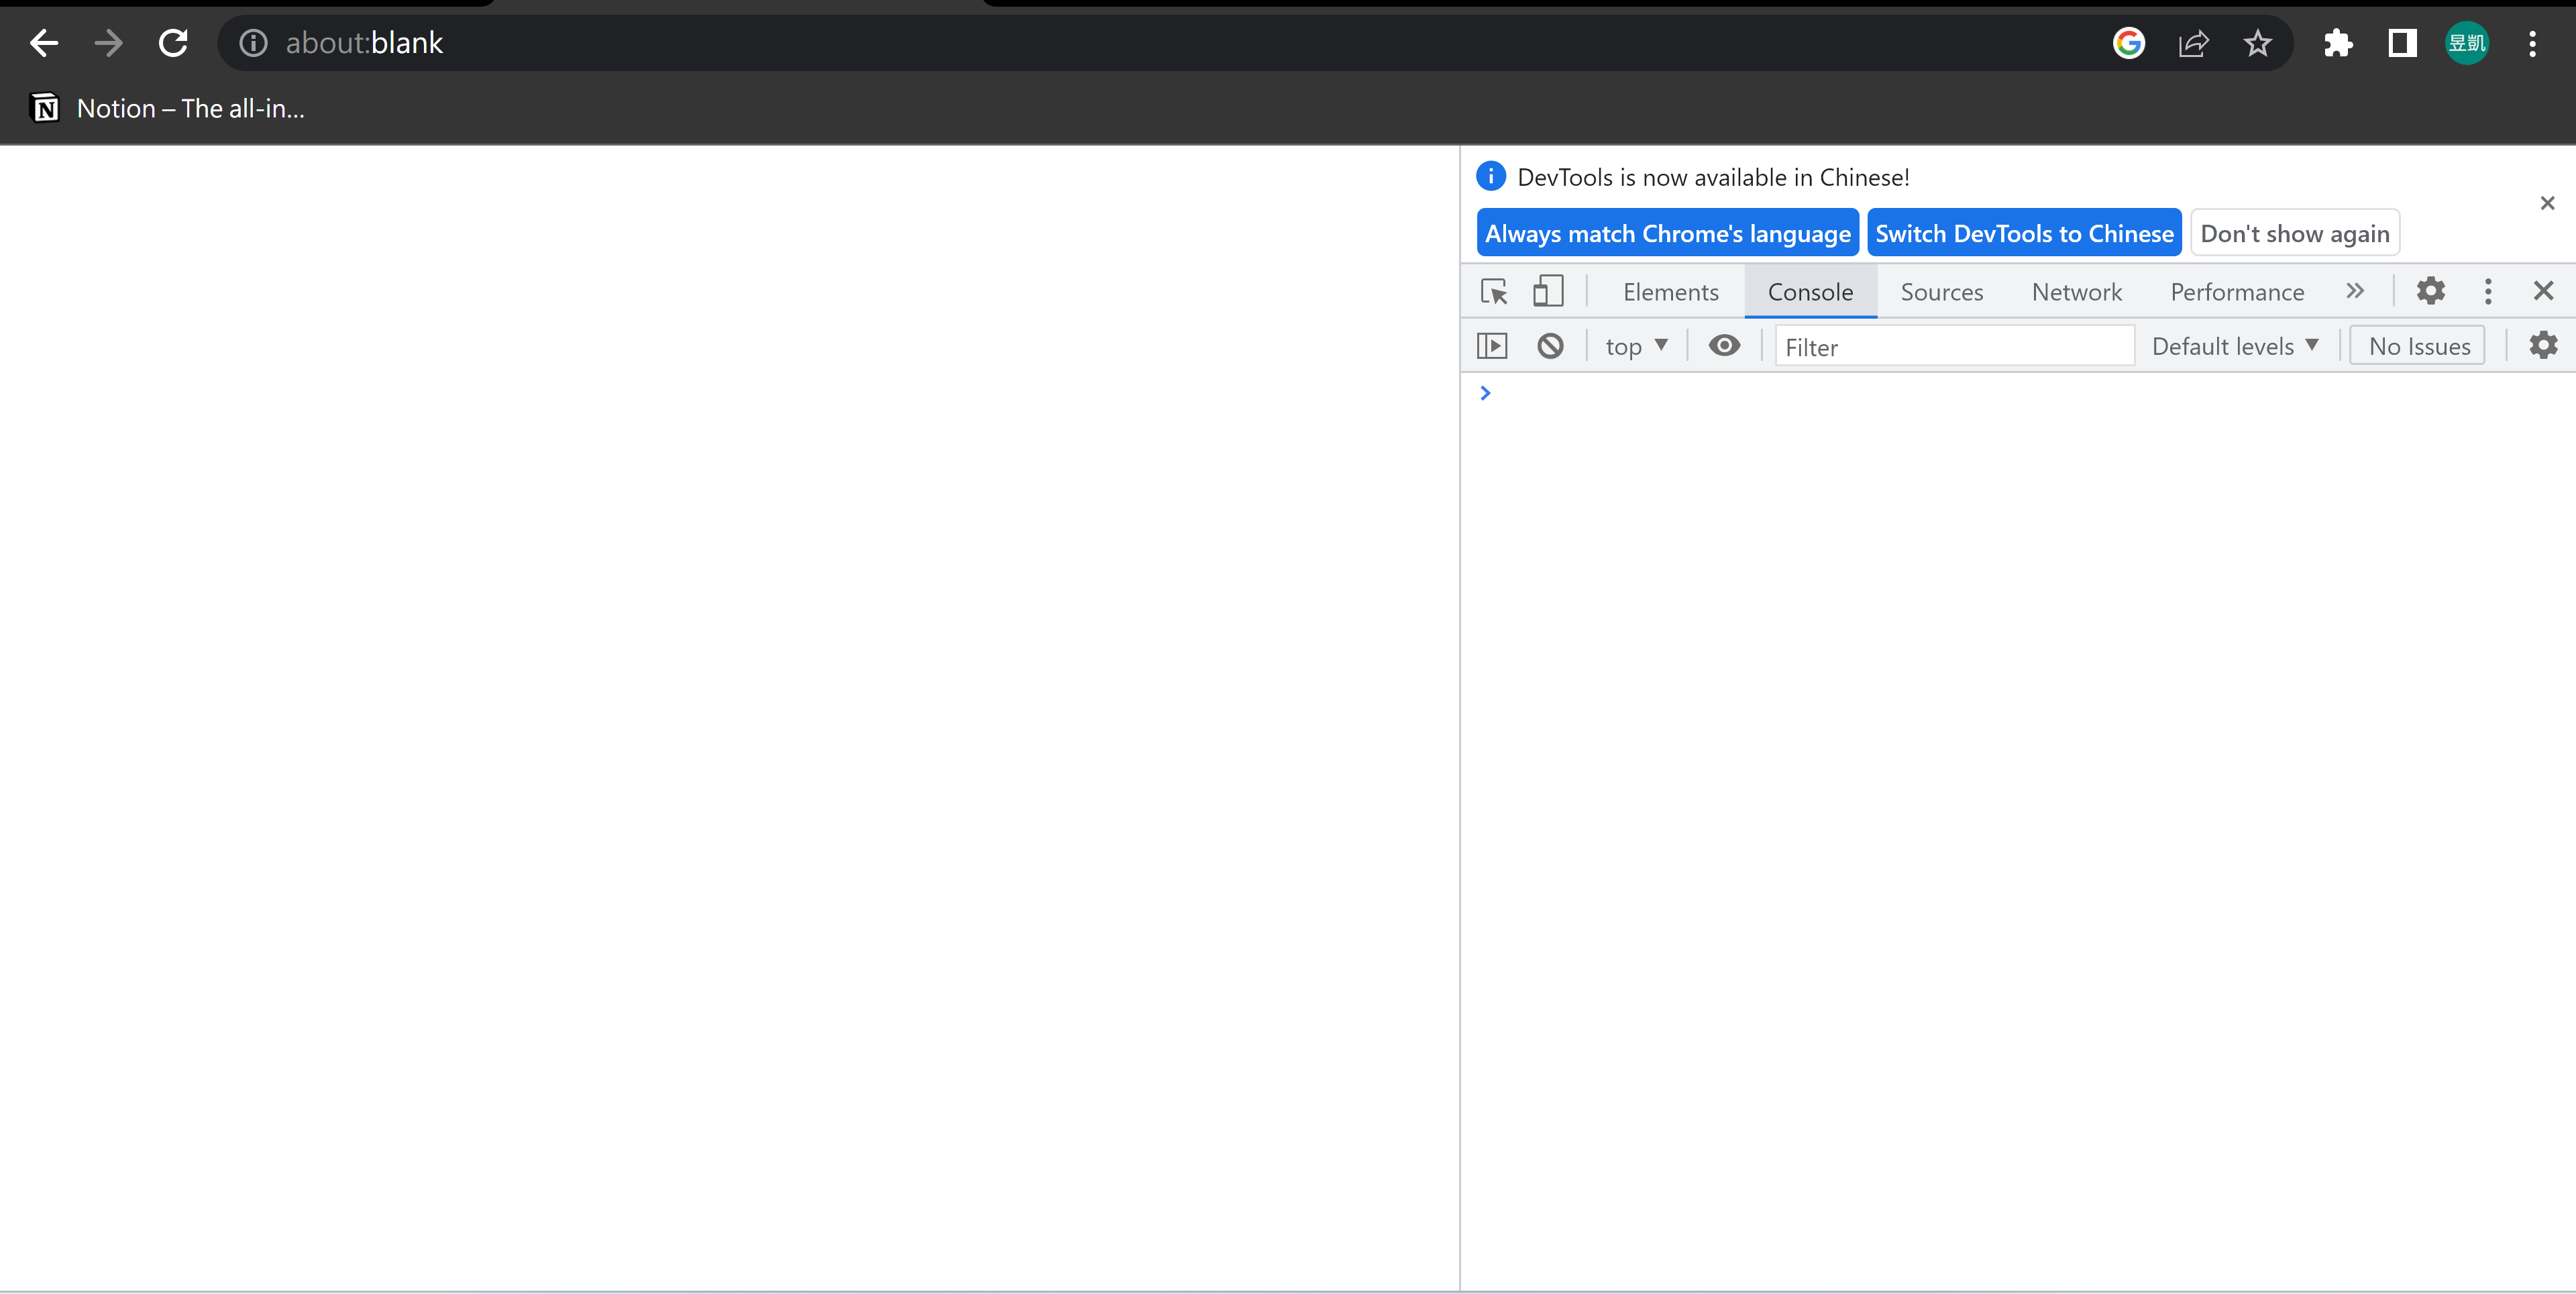 about:blank
昱凱
Notion – The all-in...
DevTools is now available in Chinese!
Always match Chrome's language Switch DevTools to Chinese Don't show again
Elements Console Sources Network Performance
top Filter Default levels No Issues